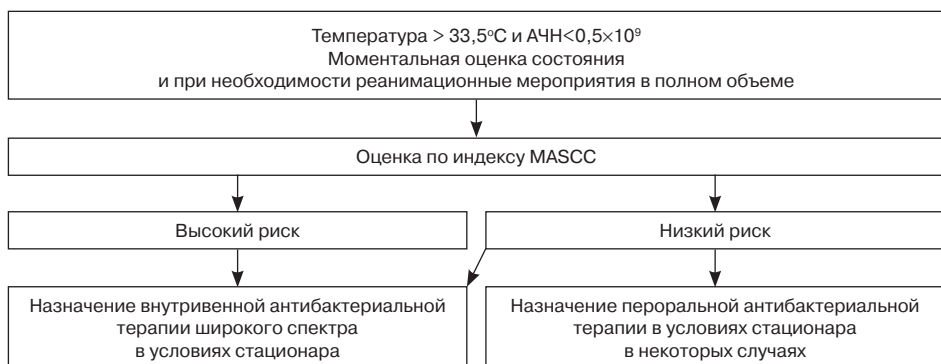 Температура > 33,5°С и АЧН<0,5×10⁹
Моментальная оценка состояния
и при необходимости реанимационные мероприятия в полном объеме
Оценка по индексу MASCC
Высокий риск
Низкий риск
Назначение внутривенной антибактериальной
терапии широкого спектра
в условиях стационара
Назначение пероральной антибактериальной
терапии в условиях стационара
в некоторых случаях